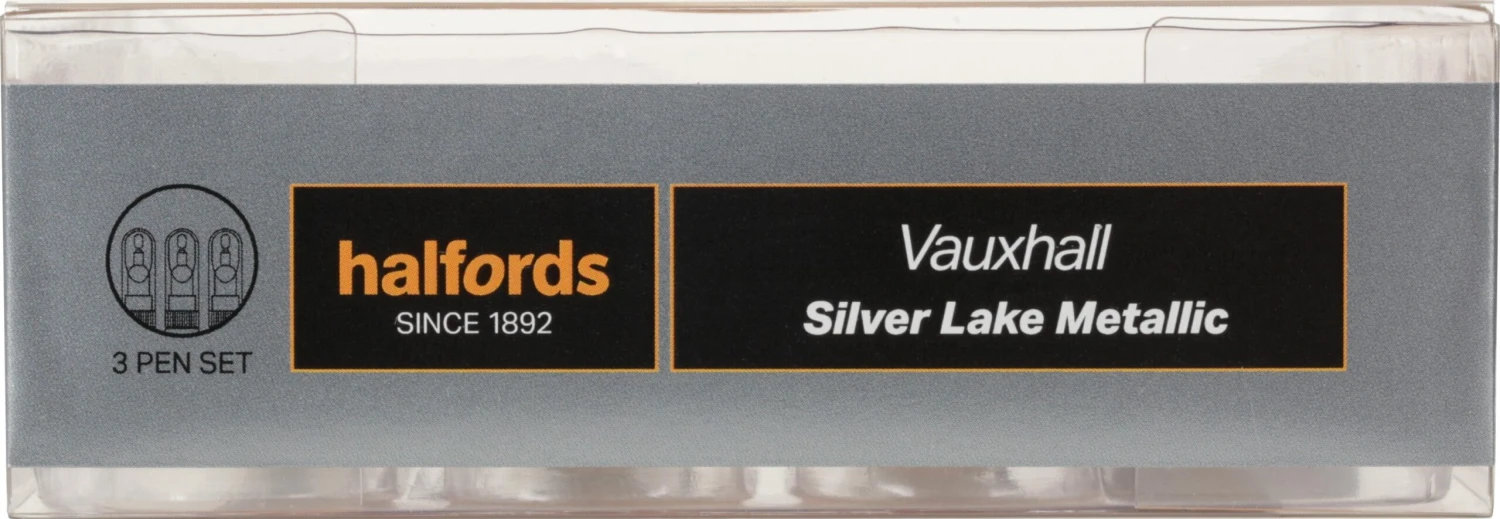 3 PEN SET
halfords
SINCE 1892
Vauxhall
Silver Lake Metallic